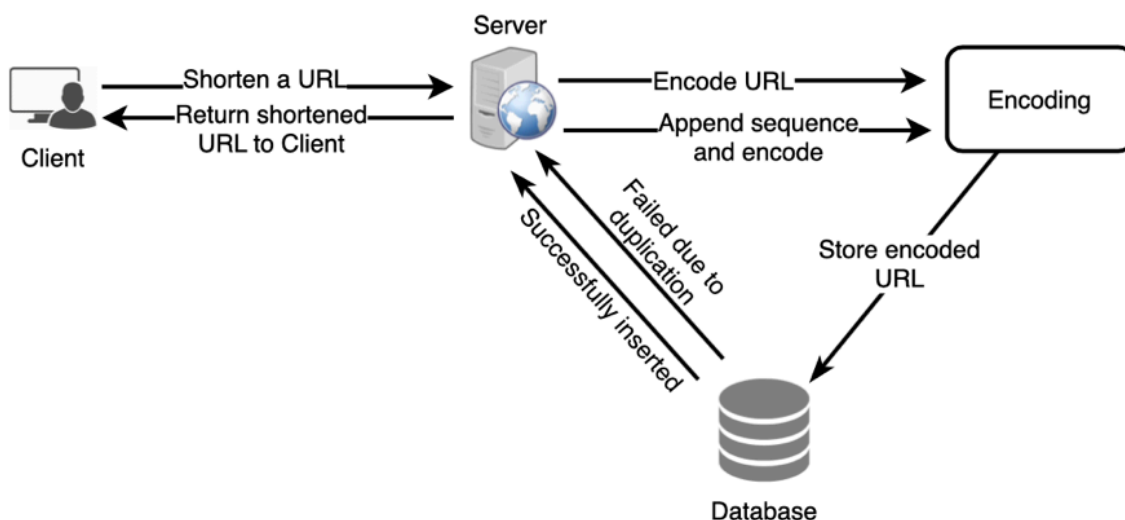 Server
Shorten a URL
Return shortened
URL to Client
Client
Encode URL
Append sequence
and encode
Encoding
Failed due to
duplication
Successfully inserted
Store encoded
URL
Database